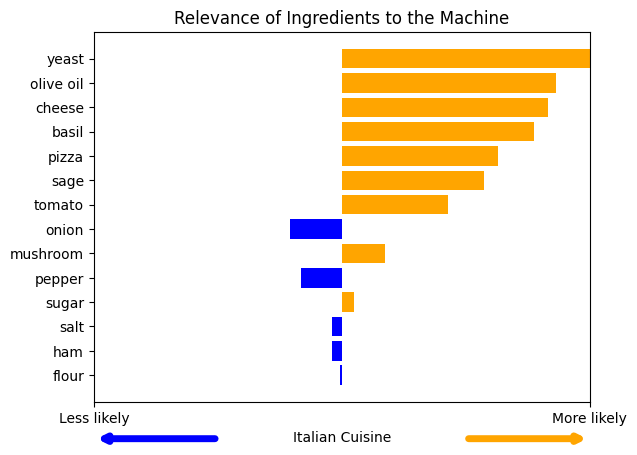 Relevance of Ingredients to the Machine
yeast
olive oil
cheese
basil
pizza
sage
tomato
onion
mushroom
pepper
sugar
salt
ham
flour
Less likely
More likely
Italian Cuisine